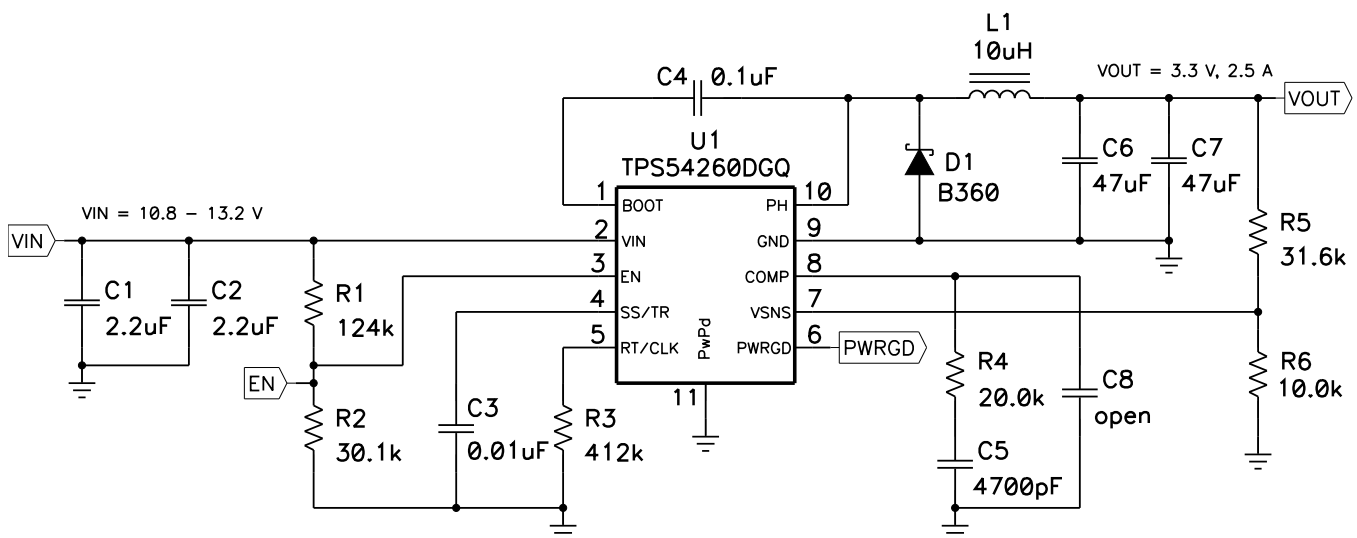 L1
10uH
VOUT = 3.3 V, 2.5 A
VOUT
C4 0.1uF
U1
TPS54260DGQ
C6
47uF
C7
47uF
D1
B360
1 BOOT
PH 10
VIN = 10.8 – 13.2 V
VIN
2 VIN
GND 9
R5
31.6k
3 EN
COMP 8
C1
2.2uF
C2
2.2uF
R1
124k
4 SS/TR
VSNS 7
5 RT/CLK
PwPd
PWRGD 6
PWRGD
EN
R4
20.0k
C8
open
R6
10.0k
11
R2
30.1k
C3
0.01uF
R3
412k
C5
4700pF